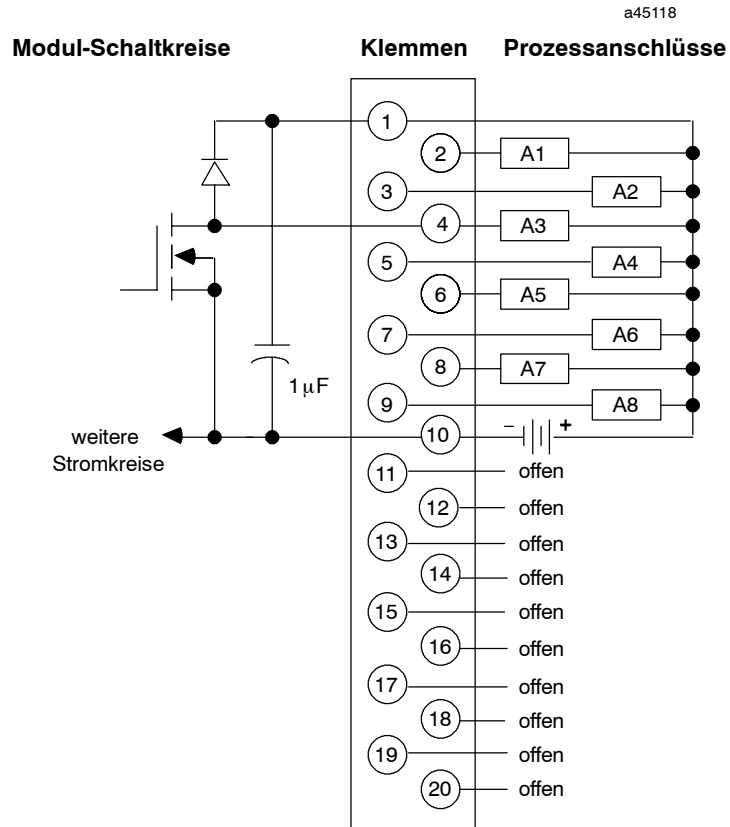 a45118
Modul-Schaltkreise Klemmen Prozessanschlüsse
1
2 A1
3 A2
4 A3
5 A4
6 A5
7 A6
8 A7
1µF
9 A8
10 - +
weitere
Stromkreise
11 offen
12 offen
13 offen
14 offen
15 offen
16 offen
17 offen
18 offen
19 offen
20 offen